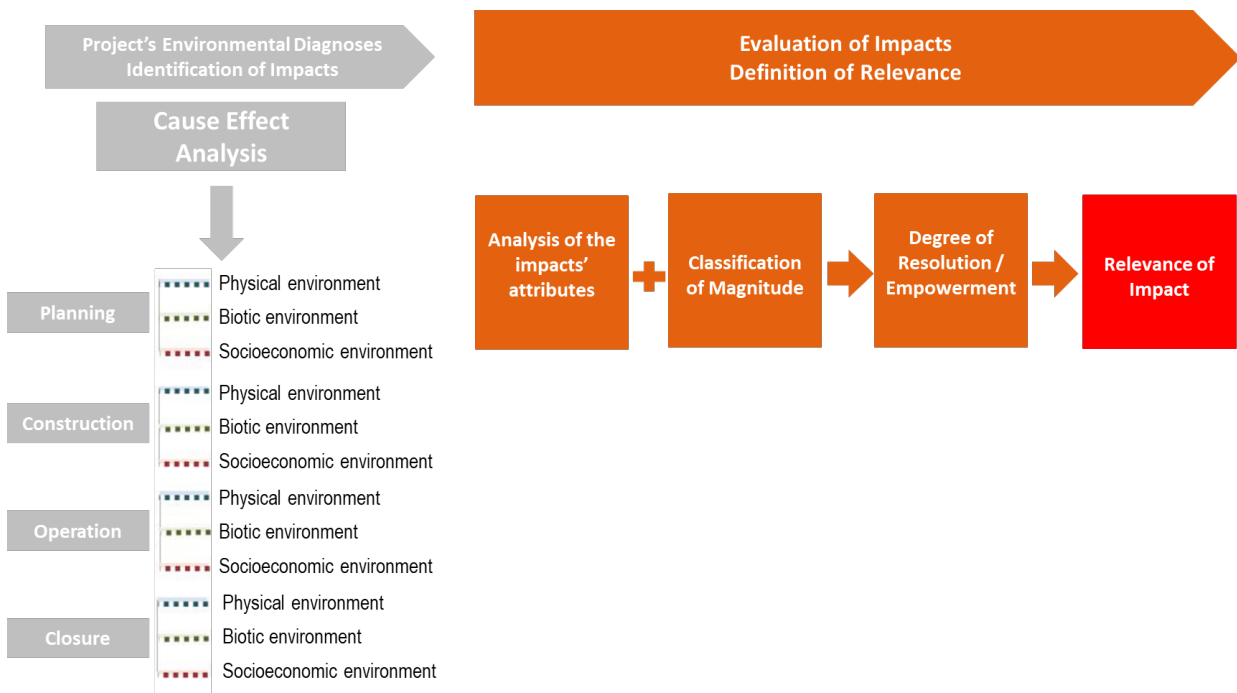 Project's Environmental Diagnoses
Identification of Impacts
Cause Effect
Analysis
Planning
Physical environment
Biotic environment
Socioeconomic environment
Construction
Physical environment
Biotic environment
Socioeconomic environment
Operation
Physical environment
Biotic environment
Socioeconomic environment
Closure
Physical environment
Biotic environment
Socioeconomic environment
Evaluation of Impacts
Definition of Relevance
Analysis of the
impacts'
attributes
Classification
of Magnitude
Degree of
Resolution /
Empowerment
Relevance of
Impact